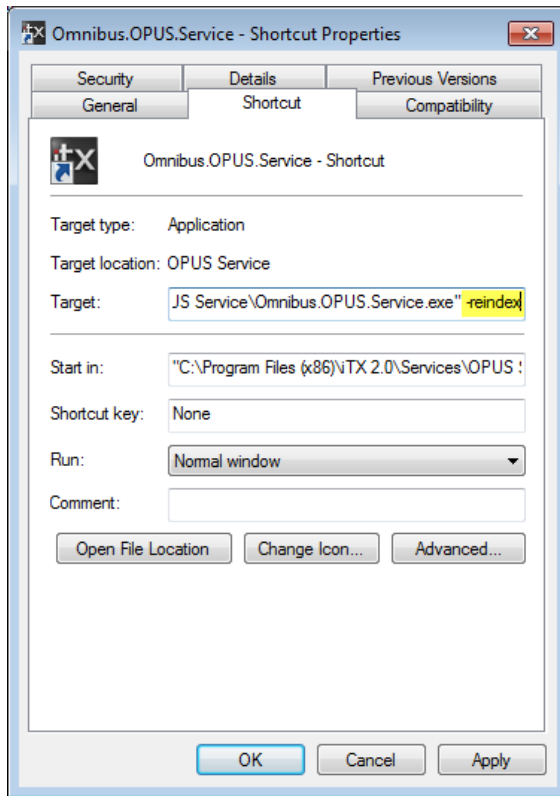 Omnibus.OPUS.Service - Shortcut Properties
Security Details Previous Versions
General Shortcut Compatibility
itx Omnibus.OPUS.Service - Shortcut
Target type: Application
Target location: OPUS Service
Target: JS Service\Omnibus.OPUS.Service.exe" -reindex
Start in: "C:\Program Files (x86)\iTX 2.0\Services\OPUS
Shortcut key: None
Run: Normal window
Comment:
Open File Location Change Icon... Advanced...
OK Cancel Apply